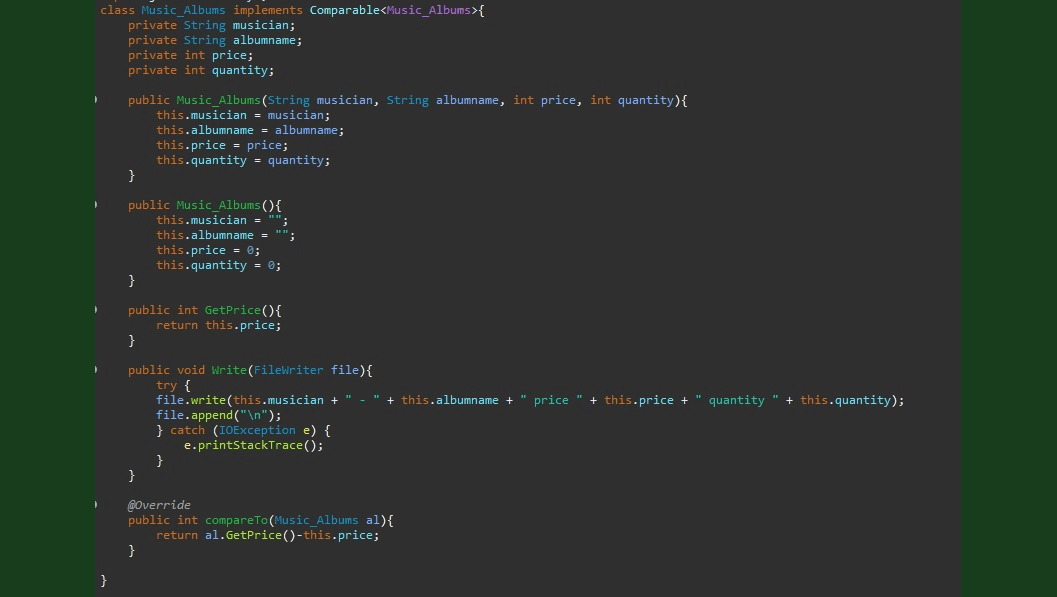 class Music_Albums implements Comparable<Music_Albums>{
    private String musician;
    private String albumname;
    private int price;
    private int quantity;

    public Music_Albums(String musician, String albumname, int price, int quantity){
        this.musician = musician;
        this.albumname = albumname;
        this.price = price;
        this.quantity = quantity;
    }

    public Music_Albums(){
        this.musician = "";
        this.albumname = "";
        this.price = 0;
        this.quantity = 0;
    }

    public int GetPrice(){
        return this.price;
    }

    public void Write(FileWriter file){
        try {
        file.write(this.musician + " - " + this.albumname + " price " + this.price + " quantity " + this.quantity);
        file.append("\n");
        } catch (IOException e) {
            e.printStackTrace();
        }
    }

    @Override
    public int compareTo(Music_Albums al){
        return al.GetPrice()-this.price;
    }

}